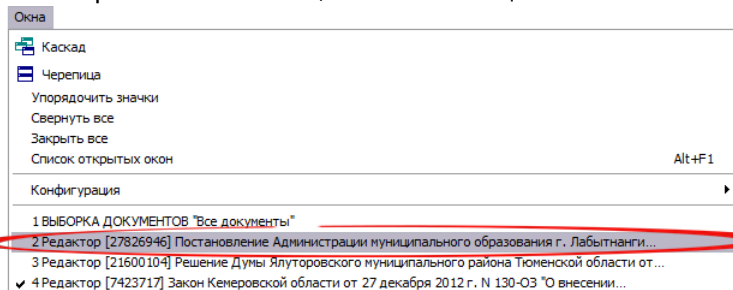 Окна
Каскад
Черепица
Упорядочить значки
Свернуть все
Закрыть все
Список открытых окон Alt+F1
Конфигурация
1 ВЫБОРКА ДОКУМЕНТОВ "Все документы"
2 Редактор [27826946] Постановление Администрации муниципального образования г. Лабытнанги...
3 Редактор [21600104] Решение Думы Ялуторовского муниципального района Тюменской области от...
4 Редактор [7423717] Закон Кемеровской области от 27 декабря 2012 г. N 130-ОЗ "О внесении...